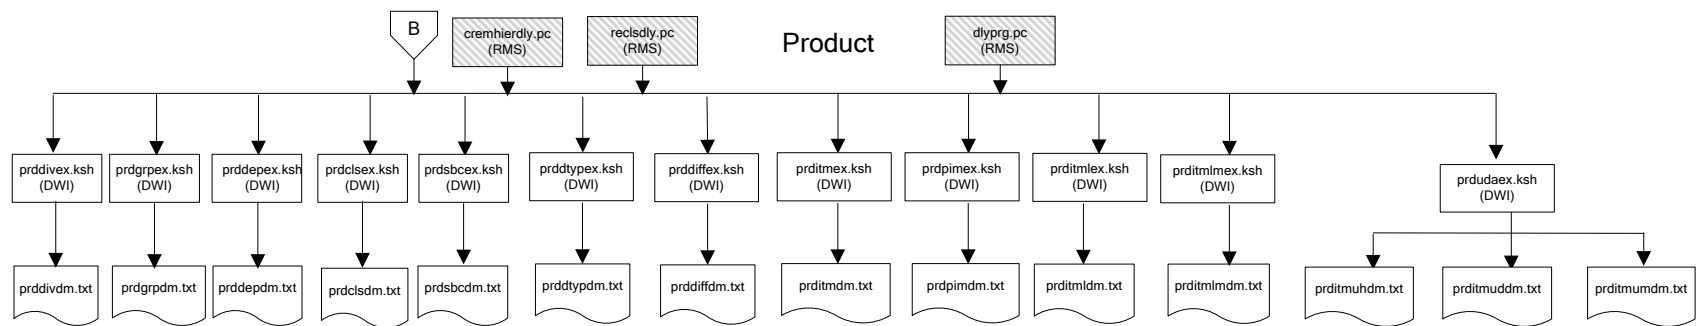 B
cremhierdly.pc
(RMS)
reclsdly.pc
(RMS)
Product
dlyprg.pc
(RMS)
prddivex.ksh
(DWI)
prdgrpex.ksh
(DWI)
prddepex.ksh
(DWI)
prdclsex.ksh
(DWI)
prdsbcex.ksh
(DWI)
prddtypex.ksh
(DWI)
prddiffex.ksh
(DWI)
prditmex.ksh
(DWI)
prdpimex.ksh
(DWI)
prditmlex.ksh
(DWI)
prditmlmex.ksh
(DWI)
prdudaex.ksh
(DWI)
prddivdm.txt
prdgrpdm.txt
prddepdm.txt
prdclsdm.txt
prdsbcdm.txt
prddtypdm.txt
prddiffdm.txt
prditmdm.txt
prdpimdm.txt
prditmldm.txt
prditmlmdm.txt
prditmuhdm.txt
prditmuddm.txt
prditmumdm.txt